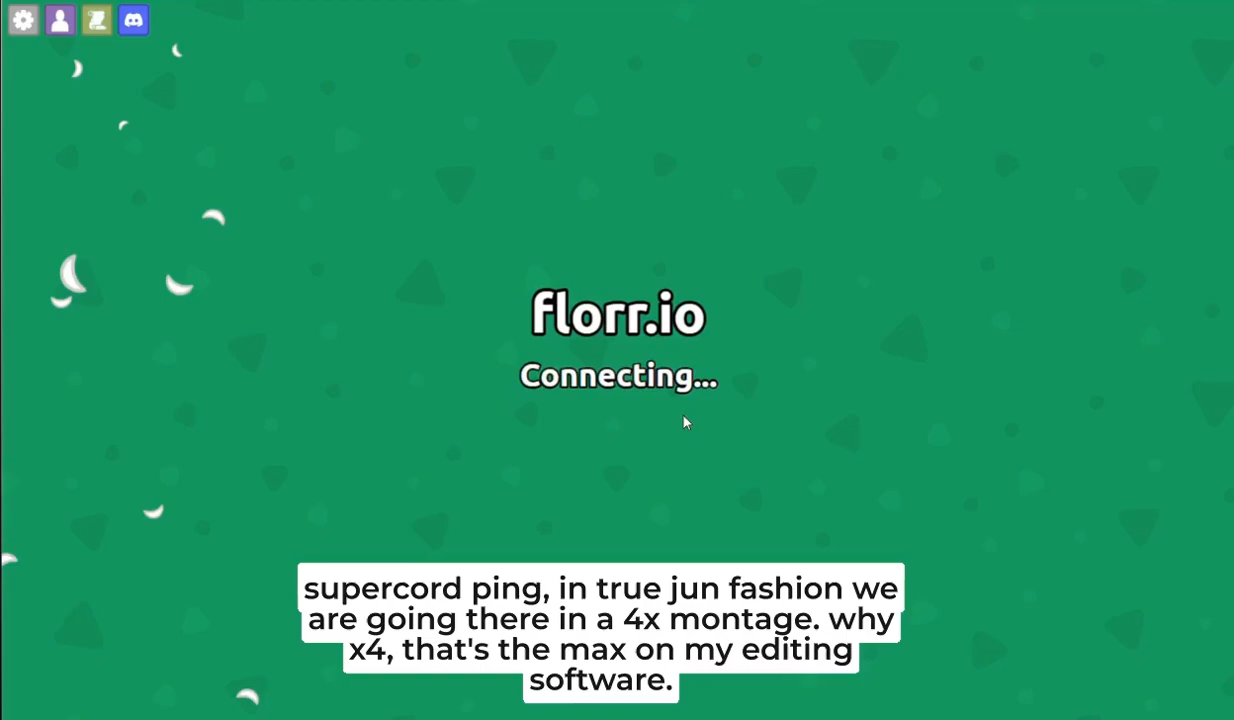 florr.io
Connecting...
supercord ping, in true jun fashion we
are going there in a 4x montage. why
x4, that's the max on my editing
software.